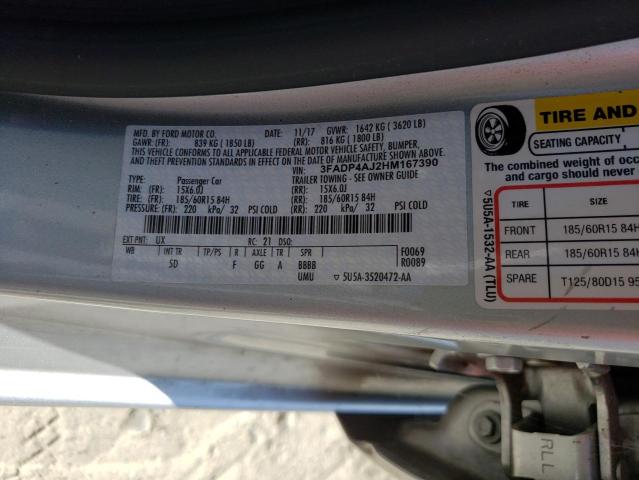 MFD. BY FORD MOTOR CO. 11/17 GVWR: 1642 KG ( 3620 LB)
GAWR: (FR): 839 KG ( 1850 LB) (RR): 816 KG ( 1800 LB)
VEHICLE CONFORMS TO ALL APPLICABLE FEDERAL MOTOR VEHICLE SAFETY, BUMPER,
AND THEFT PREVENTION STANDARDS IN EFFECT ON THE DATE OF MANUFACTURE SHOWN
ABOVE.
VIN: 3FADP4AJ2HM167390
TYPE: Passenger Car TRAILER TOWING - SEE OWNER GUIDE
RIM: (FR) 15X6.0J (RR): 15X6.0J
TIRE: (FR): 185/60R15 84H (RR): 185/60R15 84H
PRESSURE: (FR) 220 kPa/ 32 PSI COLD (RR): 220 kPa/ 32 PSI COLD
EXT PNT: UX RC: 21 DSO:
WB INT TR TP/PS R AXLE TR SPR F0069
5D F GG A BBBB R0089
UMU ▽ 5U5A-3520472-AA
▽5U5A-1532-AA (TLU)
TIRE AND
SEATING CAPACITY
The combined weight of occ
and cargo should never
TIRE SIZE
FRONT 185/60R15 84H
REAR 185/60R15 84H
SPARE T125/80D15 95
RLL